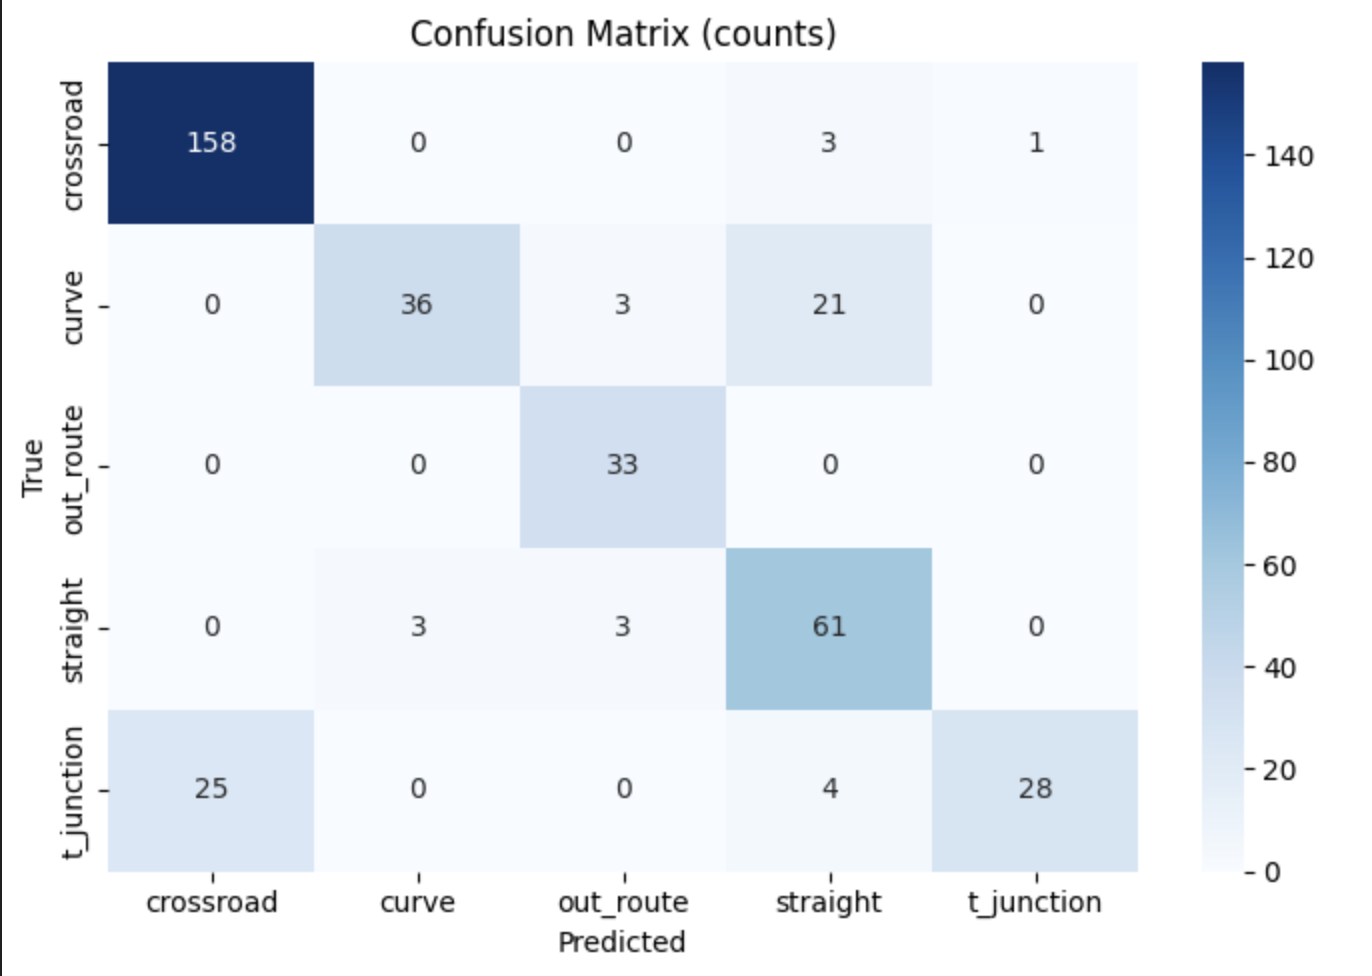 Confusion Matrix (counts)
crossroad 158 0 0 3 1
curve 0 36 3 21 0
out_route 0 0 33 0 0
straight 0 3 3 61 0
t_junction 25 0 0 4 28
True
crossroad curve out_route straight t_junction
Predicted
140
120
100
80
60
40
20
0